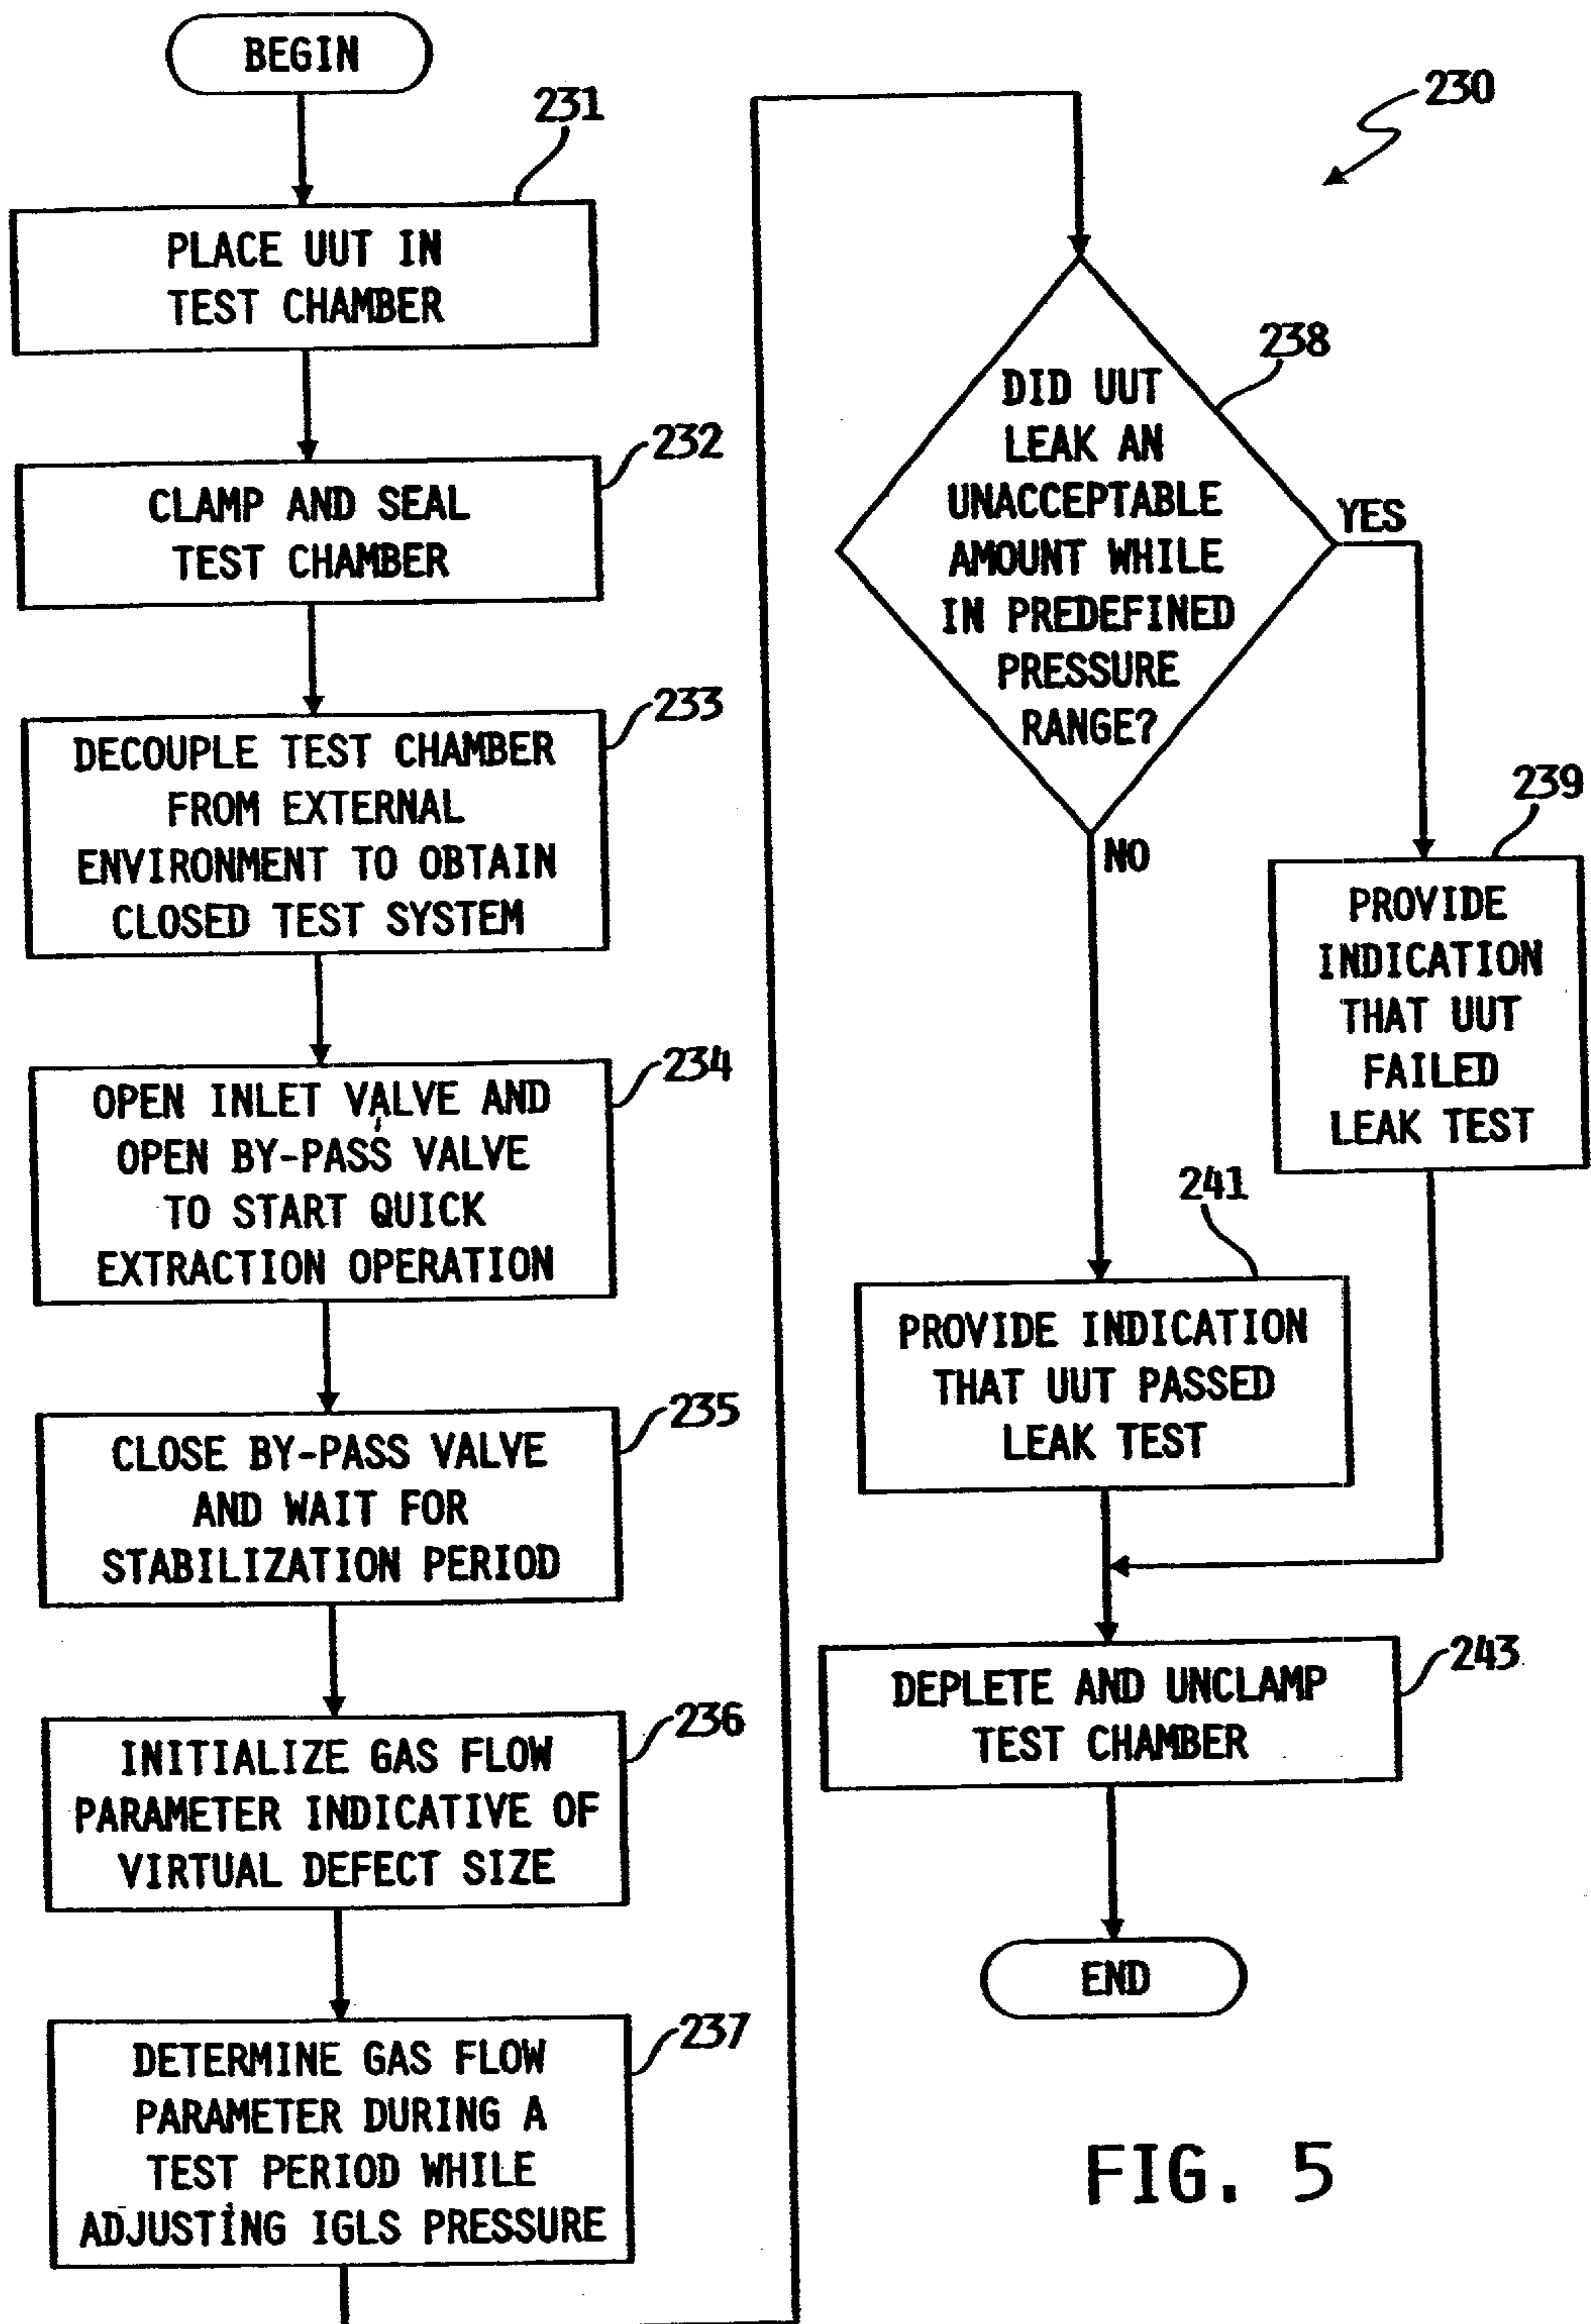 BEGIN
231
PLACE UUT IN
TEST CHAMBER
232
CLAMP AND SEAL
TEST CHAMBER
233
DECOUPLE TEST CHAMBER
FROM EXTERNAL
ENVIRONMENT TO OBTAIN
CLOSED TEST SYSTEM
234
OPEN INLET VALVE AND
OPEN BY-PASS VALVE
TO START QUICK
EXTRACTION OPERATION
235
CLOSE BY-PASS VALVE
AND WAIT FOR
STABILIZATION PERIOD
236
INITIALIZE GAS FLOW
PARAMETER INDICATIVE OF
VIRTUAL DEFECT SIZE
237
DETERMINE GAS FLOW
PARAMETER DURING A
TEST PERIOD WHILE
ADJUSTING IGLS PRESSURE
230
238
DID UUT
LEAK AN
UNACCEPTABLE
AMOUNT WHILE
IN PREDEFINED
PRESSURE
RANGE?
YES
NO
239
PROVIDE
INDICATION
THAT UUT
FAILED
LEAK TEST
241
PROVIDE INDICATION
THAT UUT PASSED
LEAK TEST
243
DEPLETE AND UNCLAMP
TEST CHAMBER
END
FIG. 5